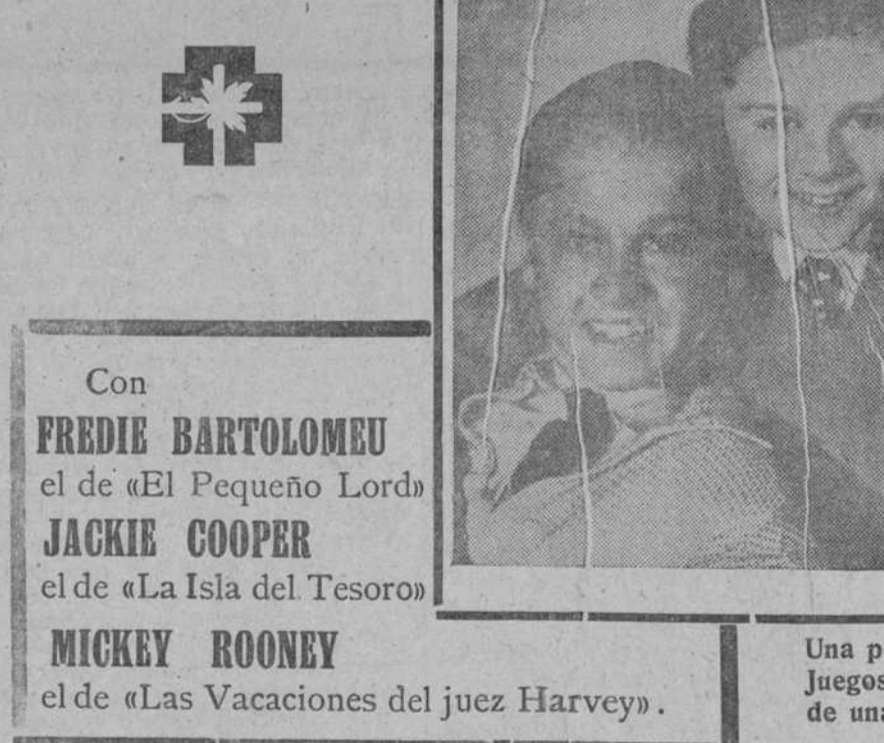 Con
FREDIE BARTOLOMEU
el de «El Pequeño Lord»
JACKIE COOPER
el de «La Isla del Tesoro»
MICKEY ROONEY
el de «Las Vacaciones del juez Harvey».
Una p
Juegos
de una